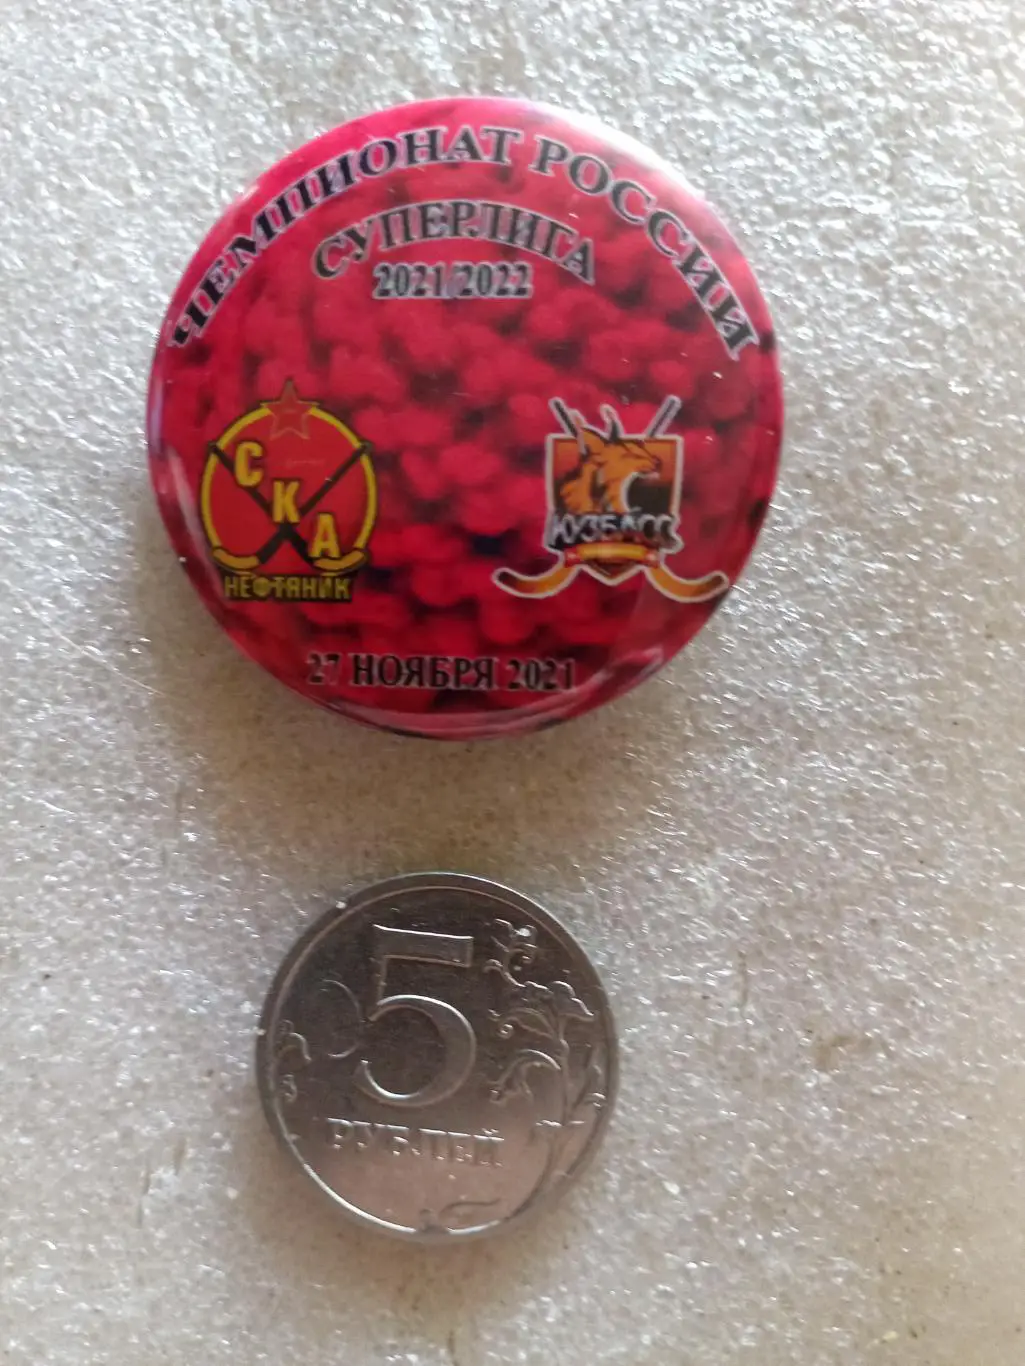 ЧЕМПИОНАТ РОССИИ
СУПЕРЛИГА
2021/2022
СКА
НЕФТЯНИК
КУЗБАСС
27 НОЯБРЯ 2021
5
РУБЛЕЙ